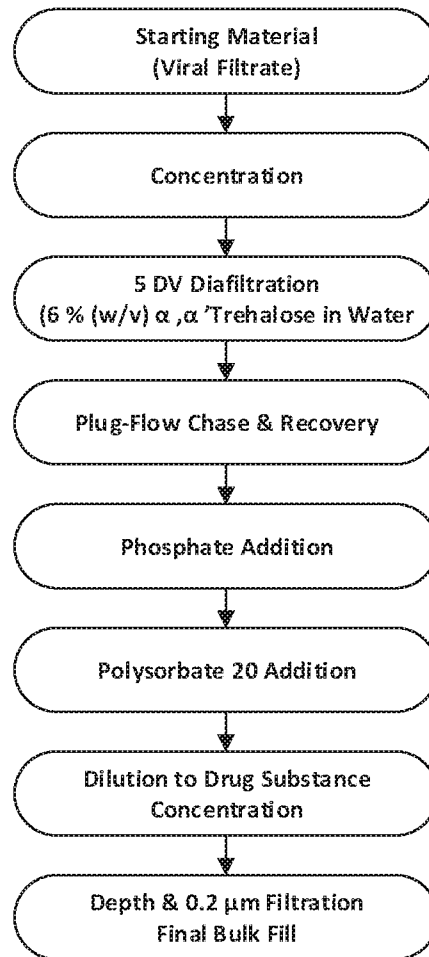 Starting Material
(Viral Filtrate)
Concentration
5 DV Diafiltration
(6 % (w/v) α ,α 'Trehalose in Water
Plug-Flow Chase & Recovery
Phosphate Addition
Polysorbate 20 Addition
Dilution to Drug Substance
Concentration
Depth & 0.2 μm Filtration
Final Bulk Fill